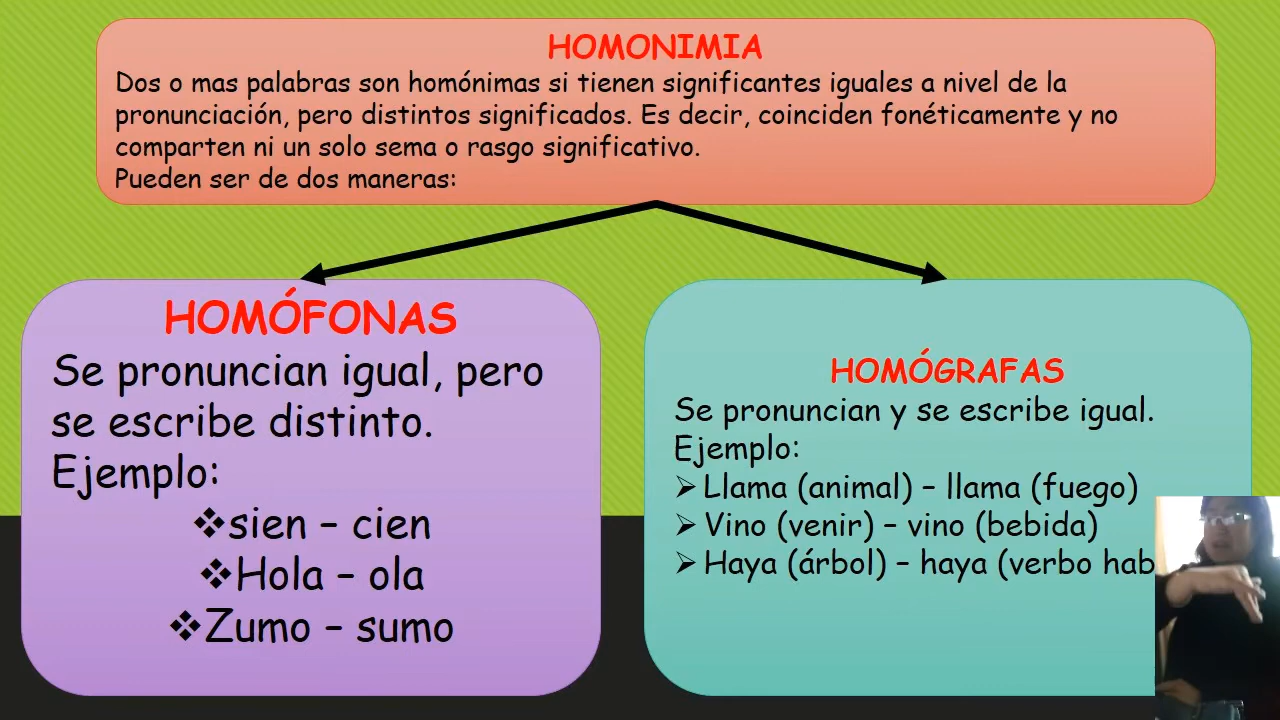 HOMONIMIA
Dos o mas palabras son homónimas si tienen significantes iguales a nivel de la
pronunciación, pero distintos significados. Es decir, coinciden fonéticamente y no
comparten ni un solo sema o rasgo significativo.
Pueden ser de dos maneras:
HOMÓFONAS
Se pronuncian igual, pero
se escribe distinto.
Ejemplo:
❖sien – cien
❖Hola – ola
❖Zumo – sumo
HOMÓGRAFAS
Se pronuncian y se escribe igual.
Ejemplo:
➢Llama (animal) – llama (fuego)
➢Vino (venir) – vino (bebida)
➢Haya (árbol) – haya (verbo hab